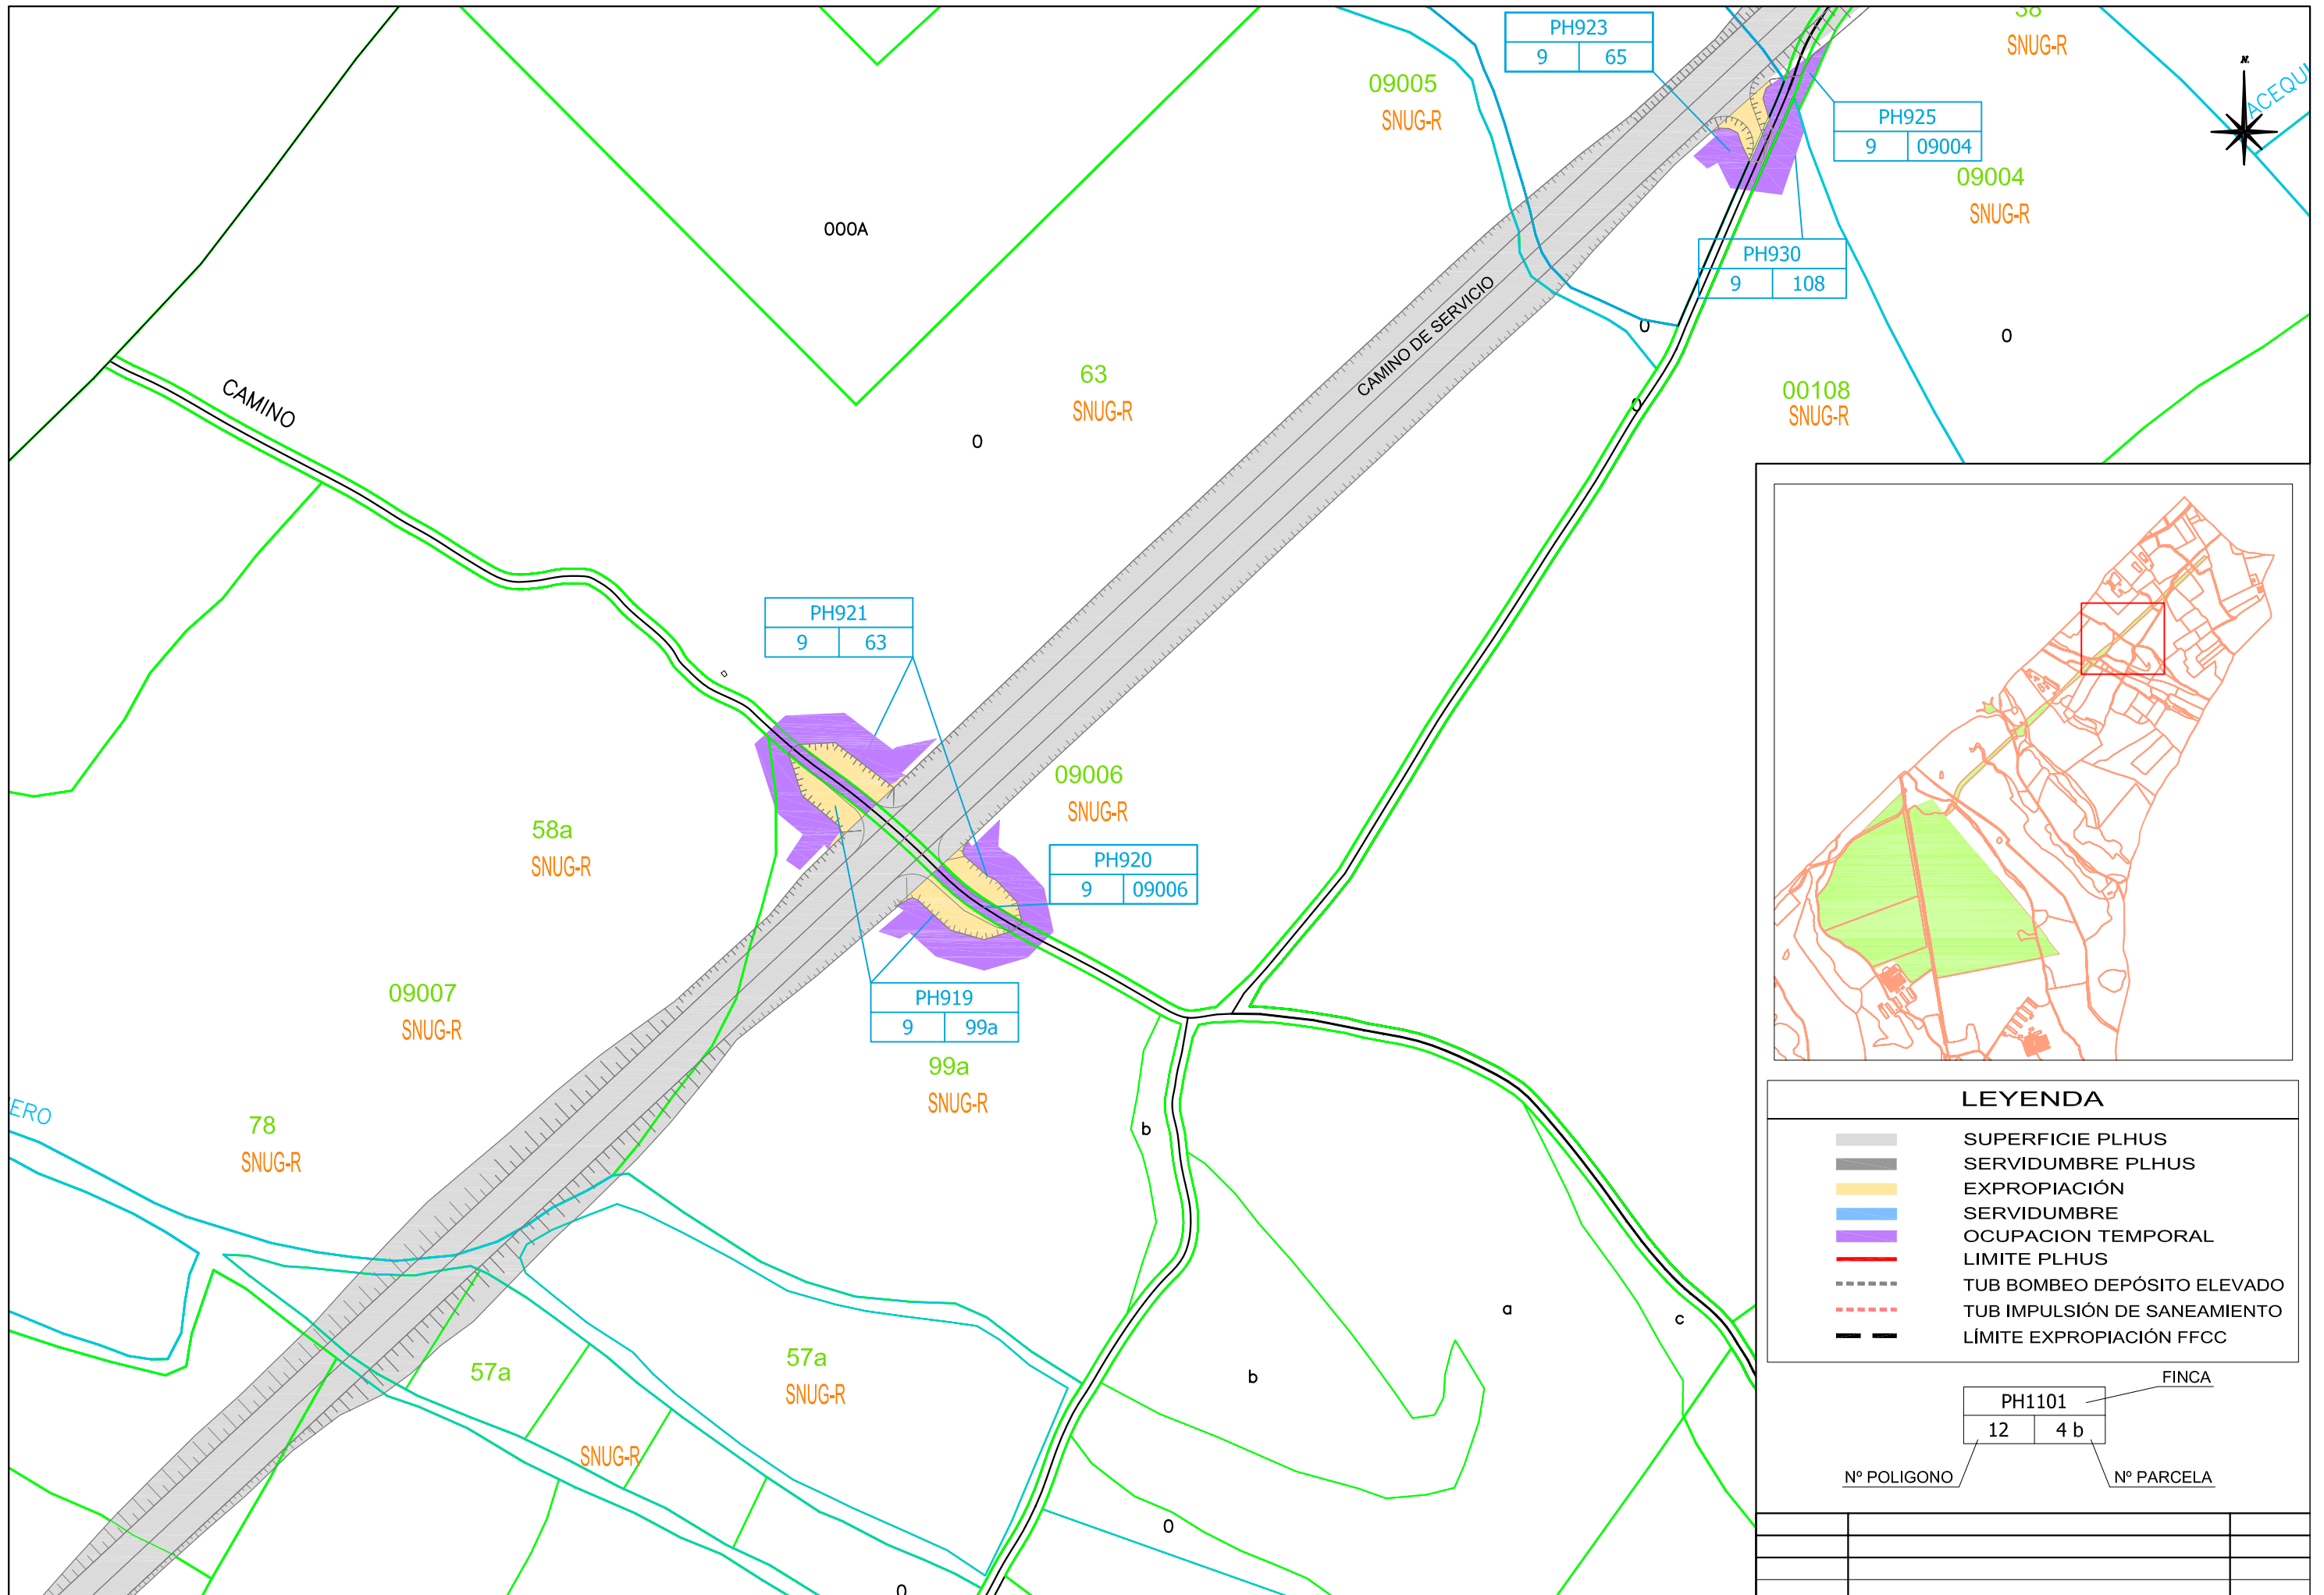 PH923
9 65
38
SNUG-R
N.
ACEQU
09005
SNUG-R
PH925
9 09004
09004
SNUG-R
000A
PH930
9 108
CAMINO DE SERVICIO
0
0
0
63
SNUG-R
0
00108
SNUG-R
CAMINO
PH921
9 63
09006
SNUG-R
58a
SNUG-R
PH920
9 09006
09007
SNUG-R
PH919
9 99a
99a
SNUG-R
ERO
78
SNUG-R
b
a
c
b
57a
57a
SNUG-R
SNUG-R
0
0
LEYENDA
SUPERFICIE PLHUS
SERVIDUMBRE PLHUS
EXPROPIACIÓN
SERVIDUMBRE
OCUPACION TEMPORAL
LIMITE PLHUS
TUB BOMBEO DEPÓSITO ELEVADO
TUB IMPULSIÓN DE SANEAMIENTO
LÍMITE EXPROPIACIÓN FFCC
FINCA
PH1101
12 4 b
Nº POLIGONO
Nº PARCELA